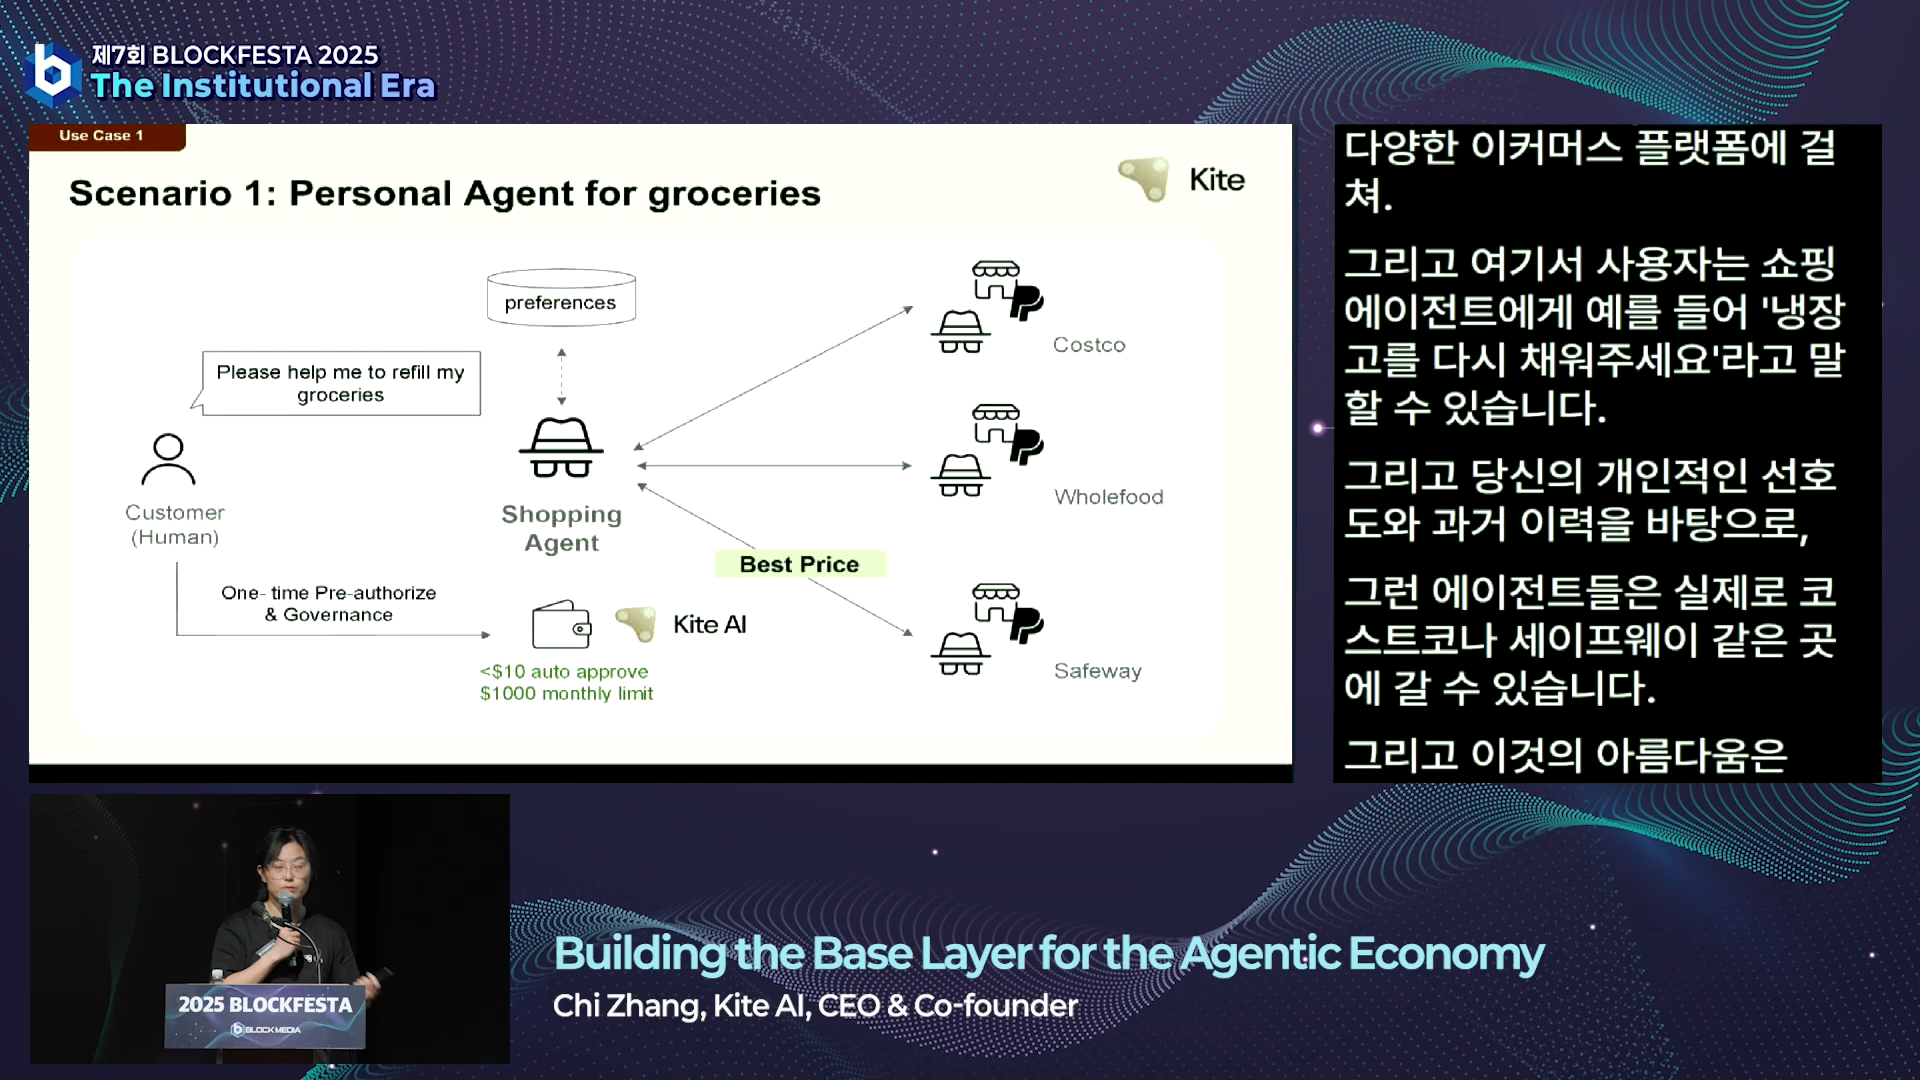 제7회 BLOCKFESTA 2025
The Institutional Era
Use Case 1
Scenario 1: Personal Agent for groceries
Kite
preferences
Please help me to refill my
groceries
Customer
(Human)
Shopping
Agent
One- time Pre-authorize
& Governance
Kite AI
<$10 auto approve
$1000 monthly limit
Best Price
Costco
Wholefood
Safeway
다양한 이커머스 플랫폼에 걸
쳐.
그리고 여기서 사용자는 쇼핑
에이전트에게 예를 들어 '냉장
고를 다시 채워주세요'라고 말
할 수 있습니다.
그리고 당신의 개인적인 선호
도와 과거 이력을 바탕으로,
그런 에이전트들은 실제로 코
스트코나 세이프웨이 같은 곳
에 갈 수 있습니다.
그리고 이것의 아름다움은
2025 BLOCKFESTA
BLOCKMEDIA
Building the Base Layer for the Agentic Economy
Chi Zhang, Kite AI, CEO & Co-founder